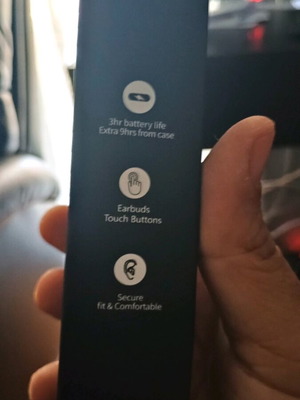 3hr battery life
Extra 9hrs from case
Earbuds
Touch Buttons
Secure
fit & Comfortable